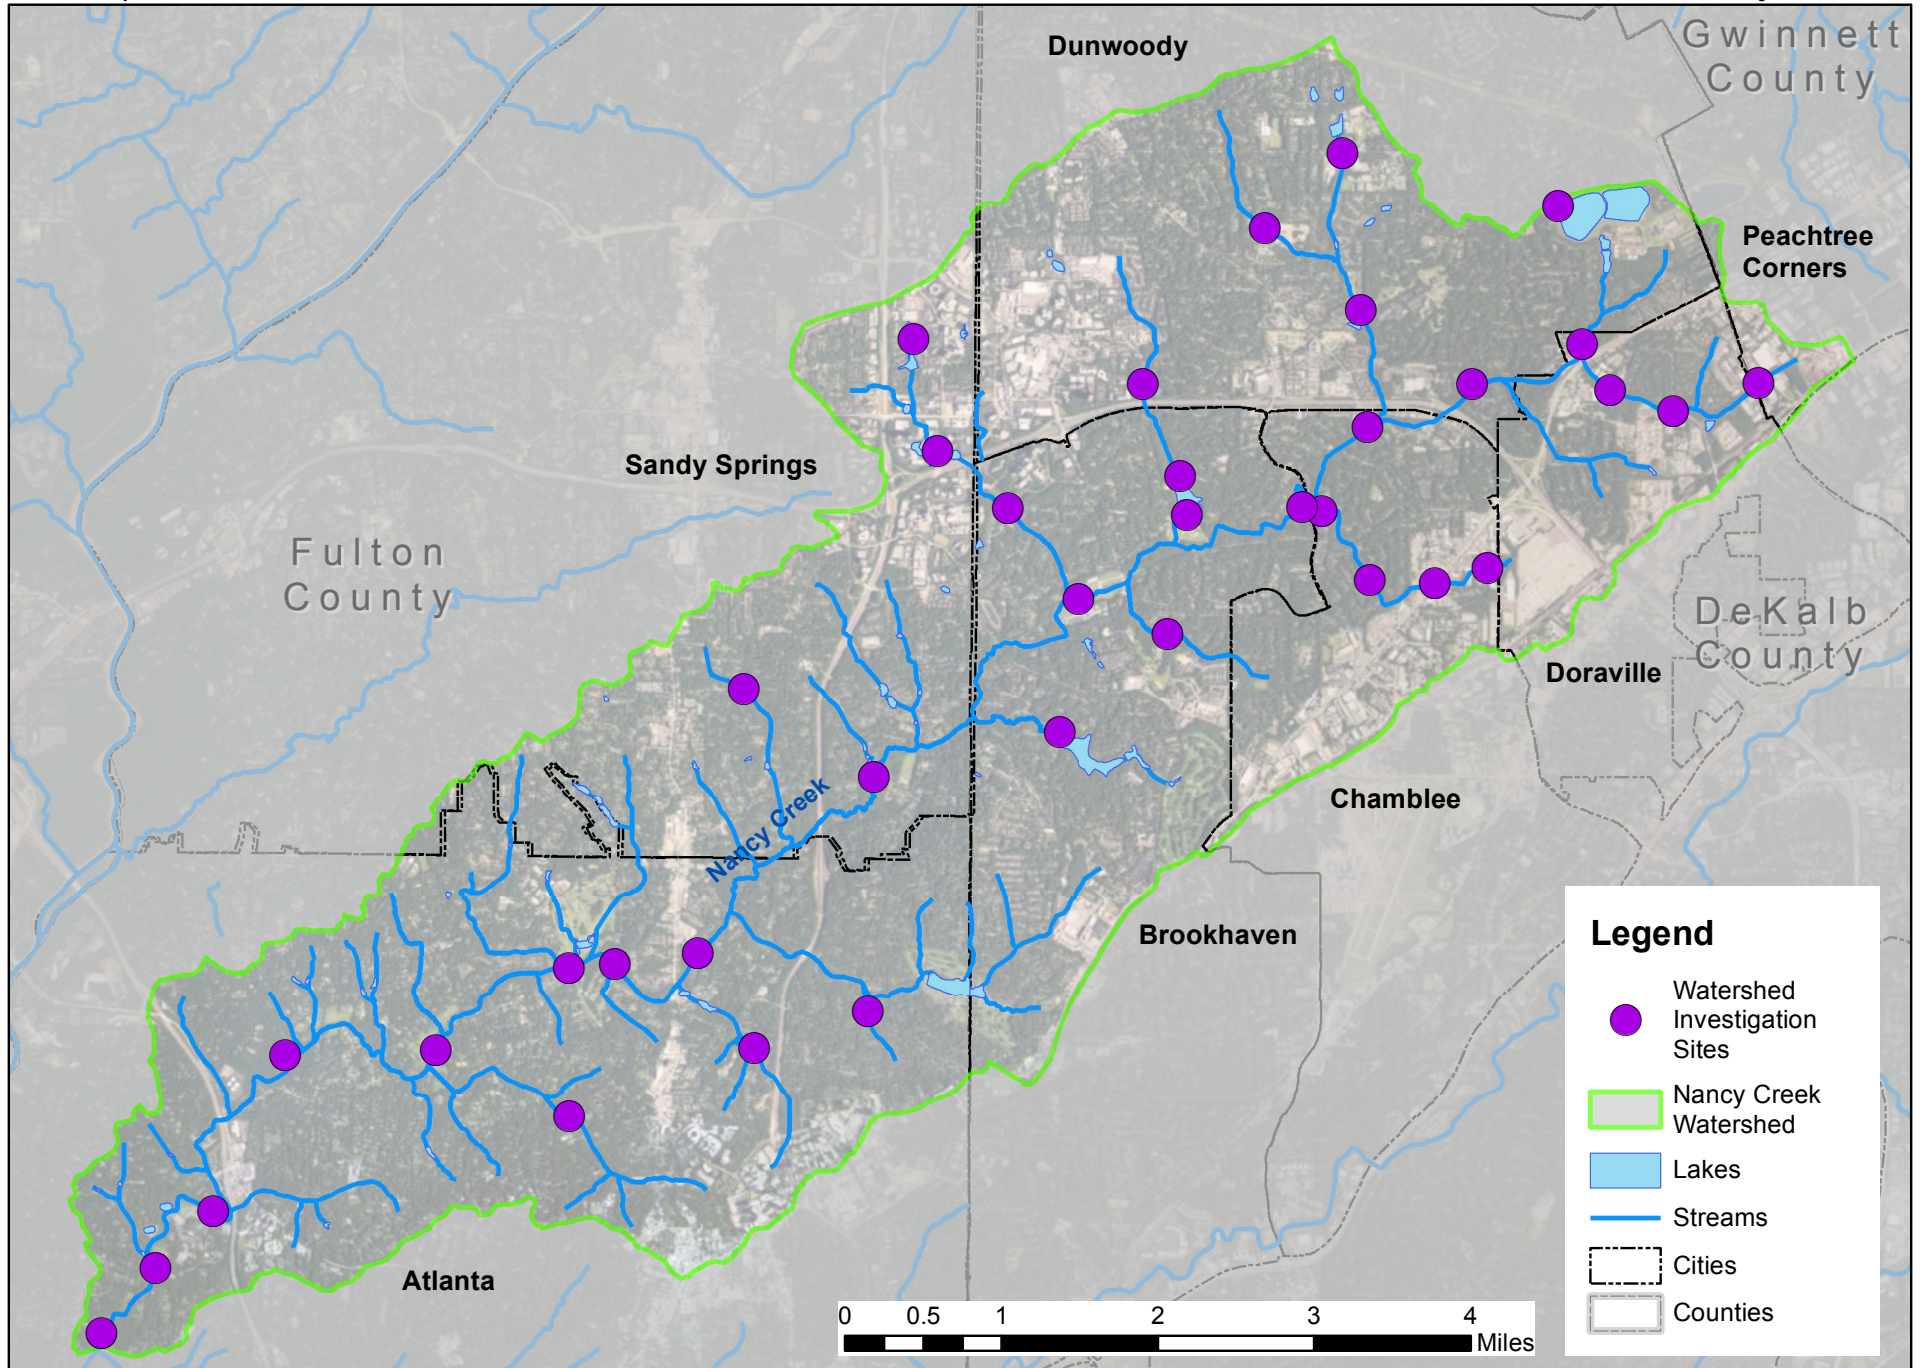 Dunwoody
Gwinnett
County
Peachtree
Corners
Sandy Springs
Fulton
County
DeKalb
County
Doraville
Nancy Creek
Chamblee
Brookhaven
Atlanta
Legend
Watershed
Investigation
Sites
Nancy Creek
Watershed
Lakes
Streams
Cities
Counties
0 0.5 1 2 3 4
Miles